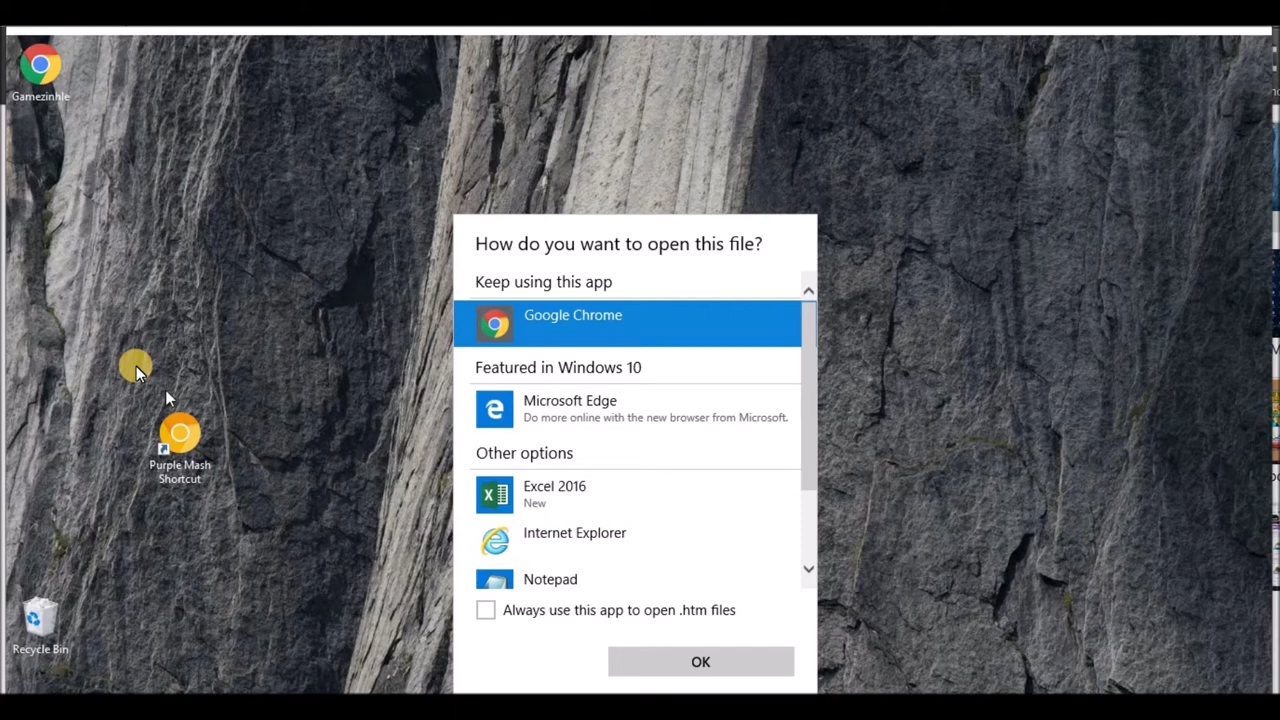 Gamezinhle
How do you want to open this file?
Keep using this app
Google Chrome
Featured in Windows 10
Microsoft Edge
Do more online with the new browser from Microsoft.
Other options
Purple Mash
Shortcut
Excel 2016
New
Internet Explorer
Notepad
Always use this app to open .htm files
Recycle Bin
OK